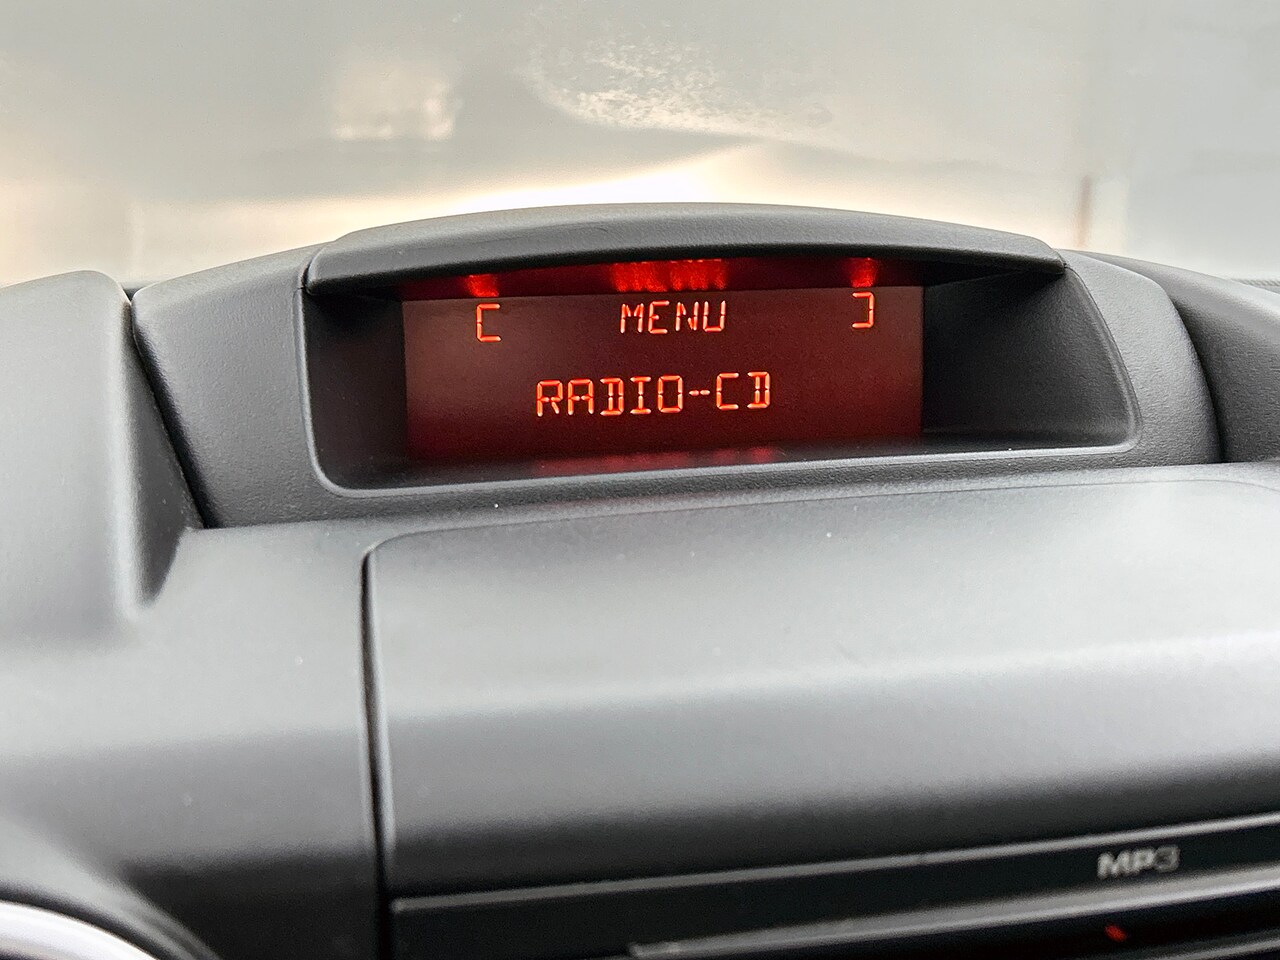 [ MENU ]
RADIO-CD
MP3